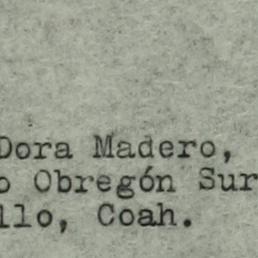 Dora Madero,
o Obregón Sur
llo, Coah.